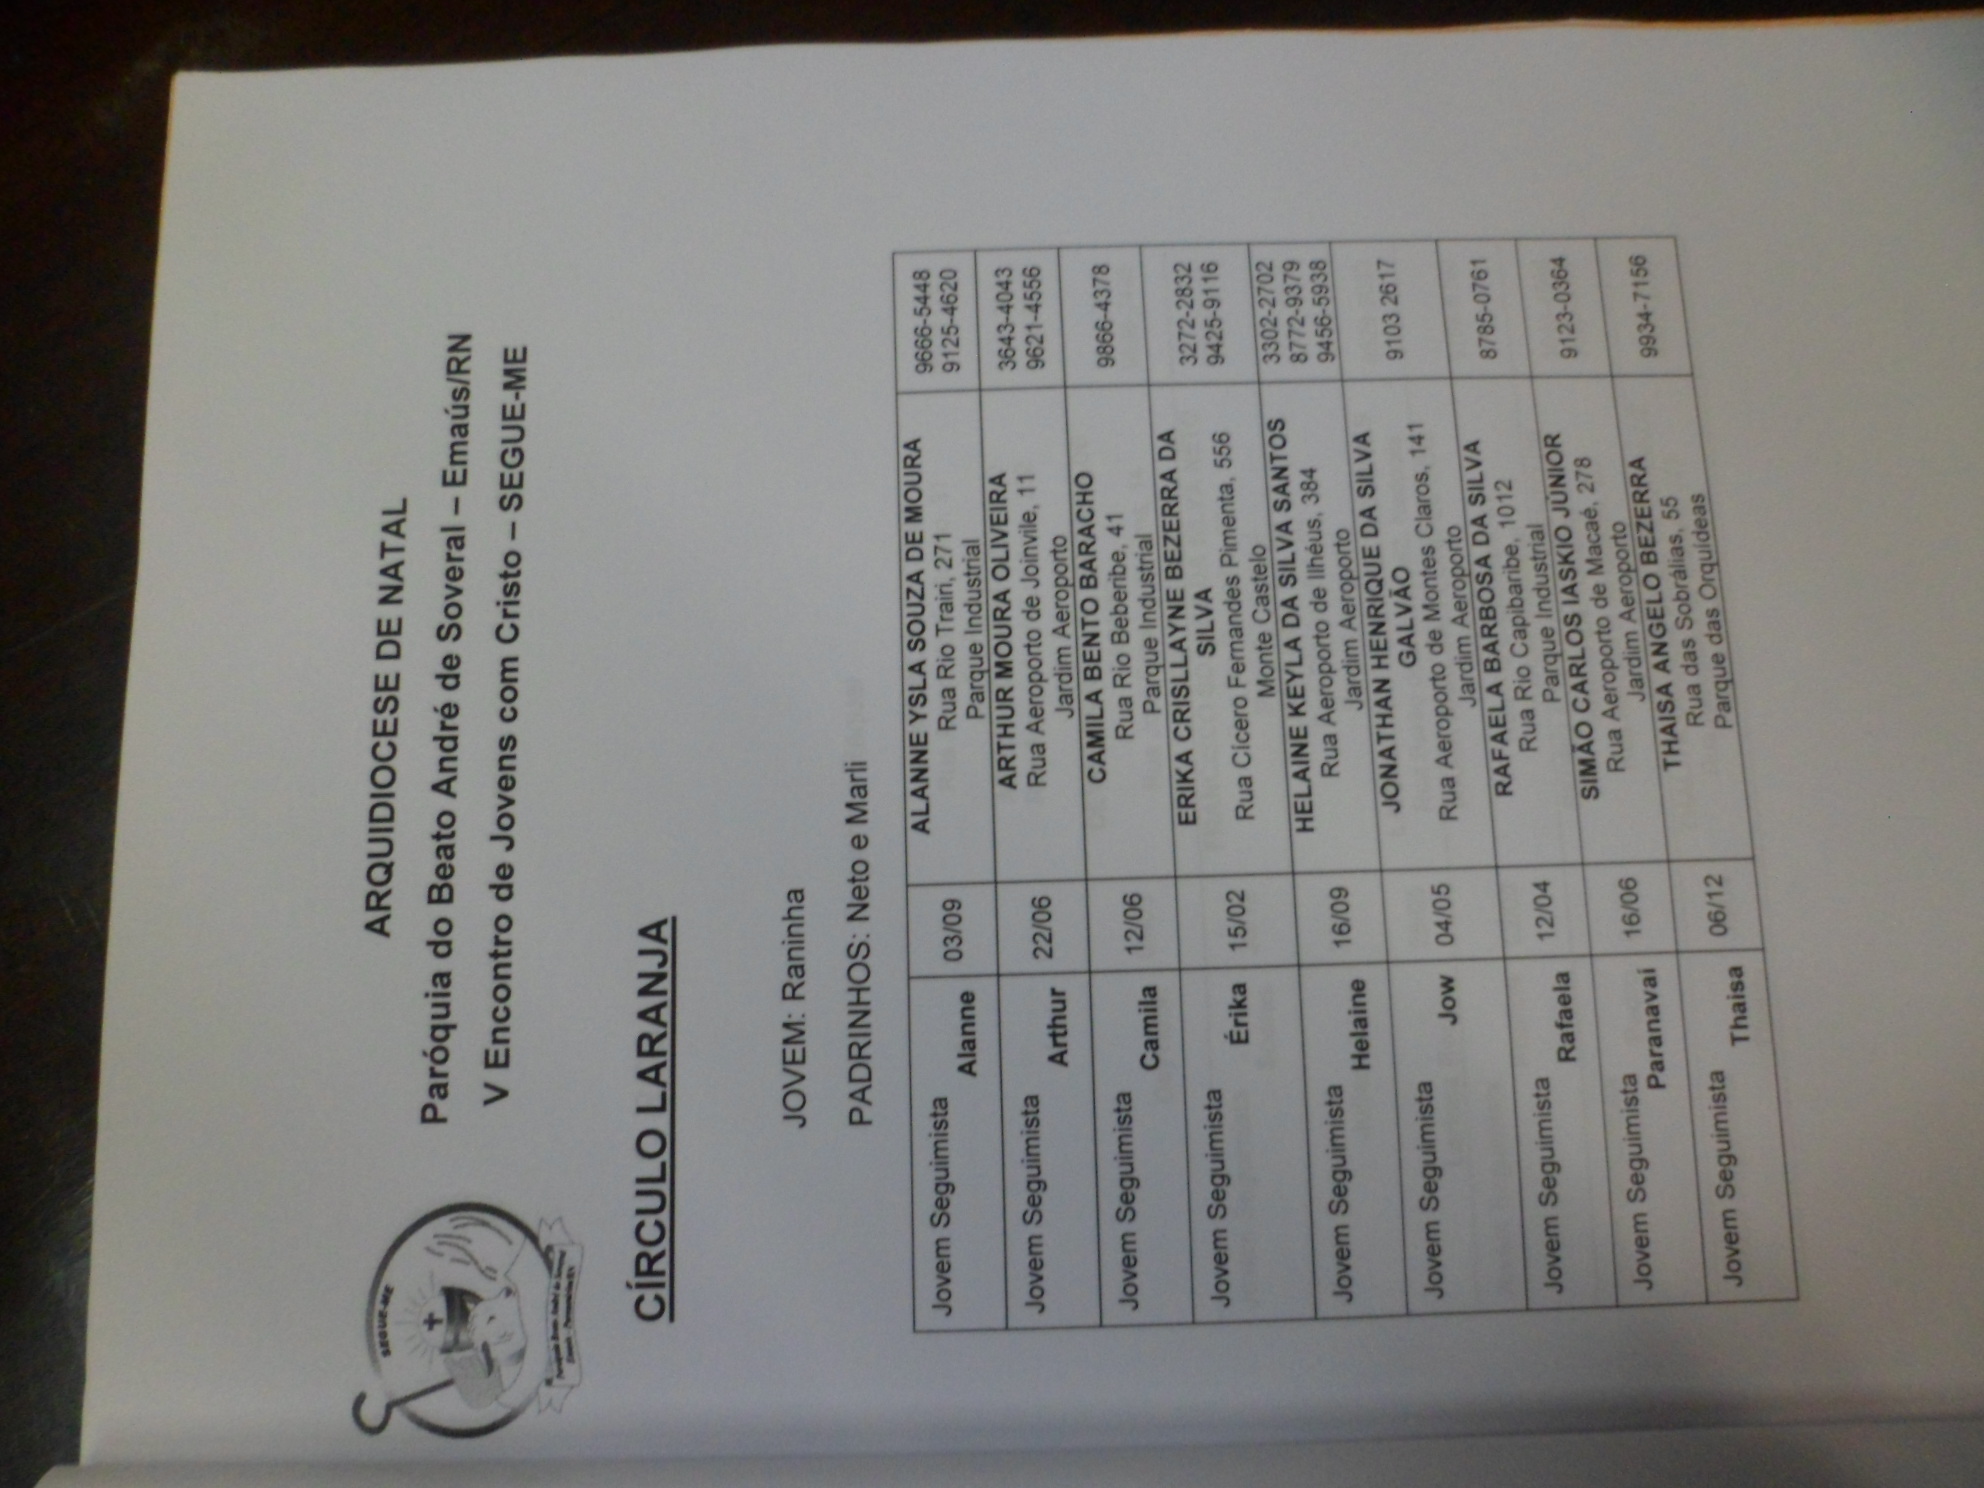 SEGUE-ME
ARQUIDIOCESE DE NATAL
Paróquia do Beato André de Soveral – Emaús/RN
V Encontro de Jovens com Cristo – SEGUE-ME
CÍRCULO LARANJA
JOVEM: Raninha
PADRINHOS: Neto e Marli
Jovem Seguimista
Alanne
03/09
ALANNE YSLA SOUZA DE MOURA
Rua Rio Trairi, 271
Parque Industrial
9666-5448
9125-4620
Jovem Seguimista
Arthur
22/06
ARTHUR MOURA OLIVEIRA
Rua Aeroporto de Joinvile, 11
Jardim Aeroporto
3643-4043
9621-4556
Jovem Seguimista
Camila
12/06
CAMILA BENTO BARACHO
Rua Rio Beberibe, 41
Parque Industrial
9866-4378
Jovem Seguimista
Érika
15/02
ERIKA CRISLLAYNE BEZERRA DA
SILVA
Rua Cícero Fernandes Pimenta, 556
Monte Castelo
3272-2832
9425-9116
Jovem Seguimista
Helaine
16/09
HELAINE KEYLA DA SILVA SANTOS
Rua Aeroporto de Ilhéus, 384
Jardim Aeroporto
3302-2702
8772-9379
9456-5938
Jovem Seguimista
Jow
04/05
JONATHAN HENRIQUE DA SILVA
GALVÃO
Rua Aeroporto de Montes Claros, 141
Jardim Aeroporto
9103 2617
Jovem Seguimista
Rafaela
12/04
RAFAELA BARBOSA DA SILVA
Rua Rio Capibaribe, 1012
Parque Industrial
8785-0761
Jovem Seguimista
Paranavaí
16/06
SIMÃO CARLOS IASKIO JÚNIOR
Rua Aeroporto de Macaé, 278
Jardim Aeroporto
9123-0364
Jovem Seguimista
Thaisa
06/12
THAISA ANGELO BEZERRA
Rua das Sobrálias, 55
Parque das Orquídeas
9934-7156